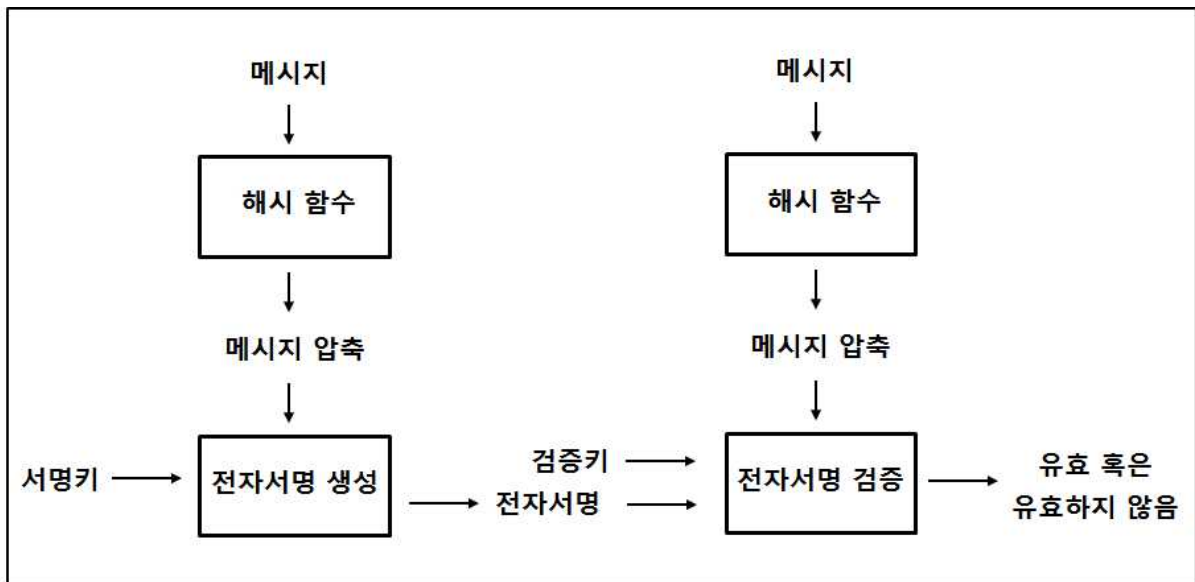 메시지
해시 함수
메시지 압축
서명키
전자서명 생성
메시지
해시 함수
메시지 압축
검증키
전자서명
전자서명 검증
유효 혹은
유효하지 않음